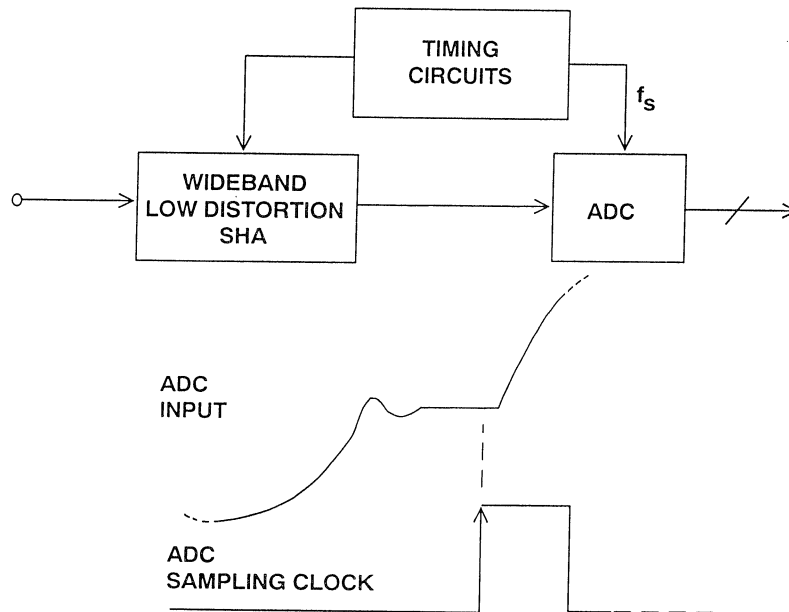 TIMING
CIRCUITS
f_s
WIDEBAND
LOW DISTORTION
SHA
ADC
ADC
INPUT
ADC
SAMPLING CLOCK